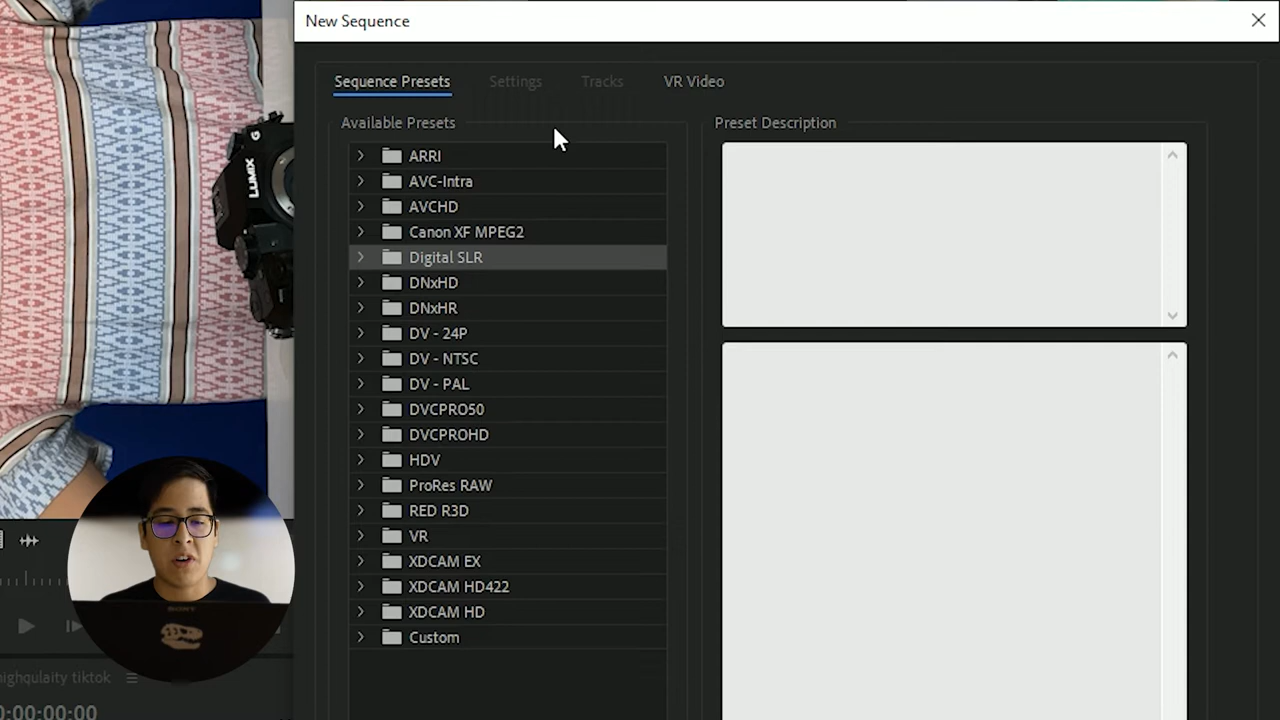 New Sequence
Sequence Presets
Settings
Tracks
VR Video
Available Presets
Preset Description
ARRI
AVC-Intra
AVCHD
Canon XF MPEG2
Digital SLR
DNxHD
DNxHR
DV - 24P
DV - NTSC
DV - PAL
DVCPRO50
DVCPROHD
HDV
ProRes RAW
RED R3D
VR
XDCAM EX
XDCAM HD422
XDCAM HD
Custom
LUMIX
G
SONY
highqulaity tiktok
0:00:00:00